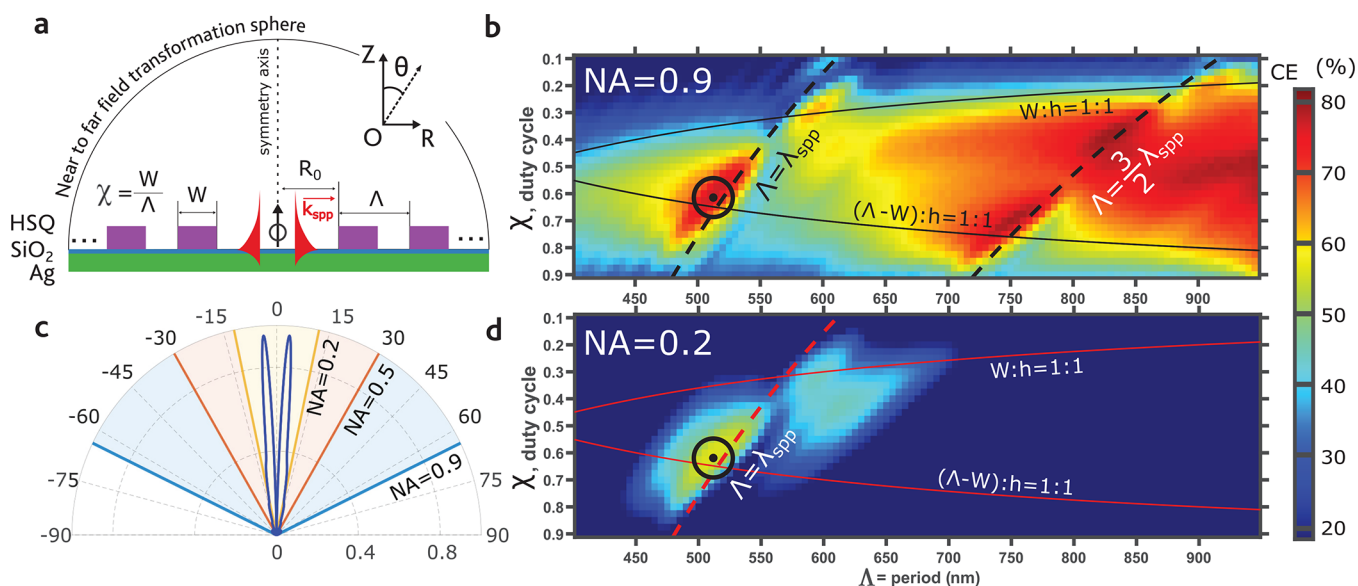 a
Near to far field transformation sphere
symmetry axis
Z
θ
O
R
R₀
χ = W/Λ
W
k_spp
Λ
Φ
HSQ
SiO₂
Ag
...
...
b
NA=0.9
0.1
0.2
0.3
0.4
0.5
0.6
0.7
0.8
0.9
χ, duty cycle
W:h=1:1
Λ=λ_spp
Λ=3/2 λ_spp
(Λ-W):h=1:1
450
500
550
600
650
700
750
800
850
900
CE (%)
80
70
60
50
40
30
20
c
-90
-75
-60
-45
-30
-15
0
15
30
45
60
75
90
NA=0.2
NA=0.5
NA=0.9
0
0.4
0.8
d
NA=0.2
0.1
0.2
0.3
0.4
0.5
0.6
0.7
0.8
0.9
χ, duty cycle
W:h=1:1
Λ=λ_spp
(Λ-W):h=1:1
450
500
550
600
650
700
750
800
850
900
Λ= period (nm)